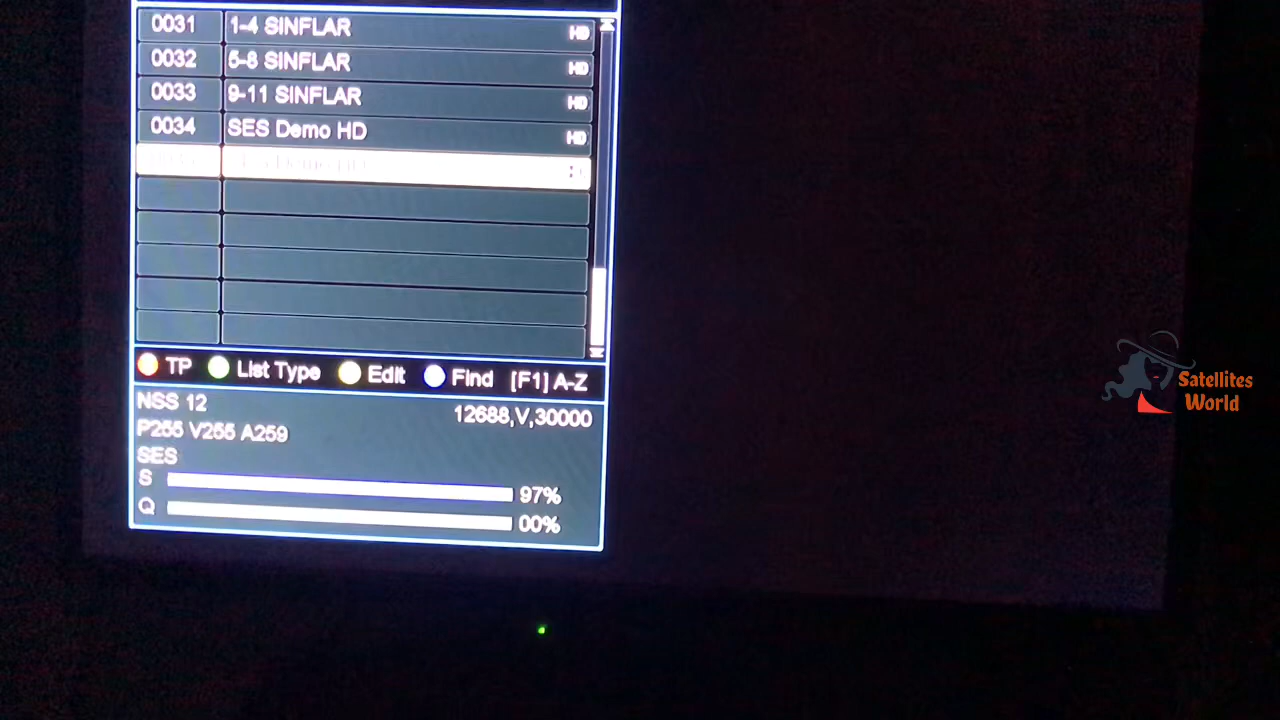 0031 1-4 SINFLAR HD
0032 5-8 SINFLAR HD
0033 9-11 SINFLAR HD
0034 SES Demo HD HD
TP List Type Edit Find [F1] A-Z
NSS 12 12688,V,30000
P255 V255 A259
SES
S 97%
Q 00%
Satellites
World